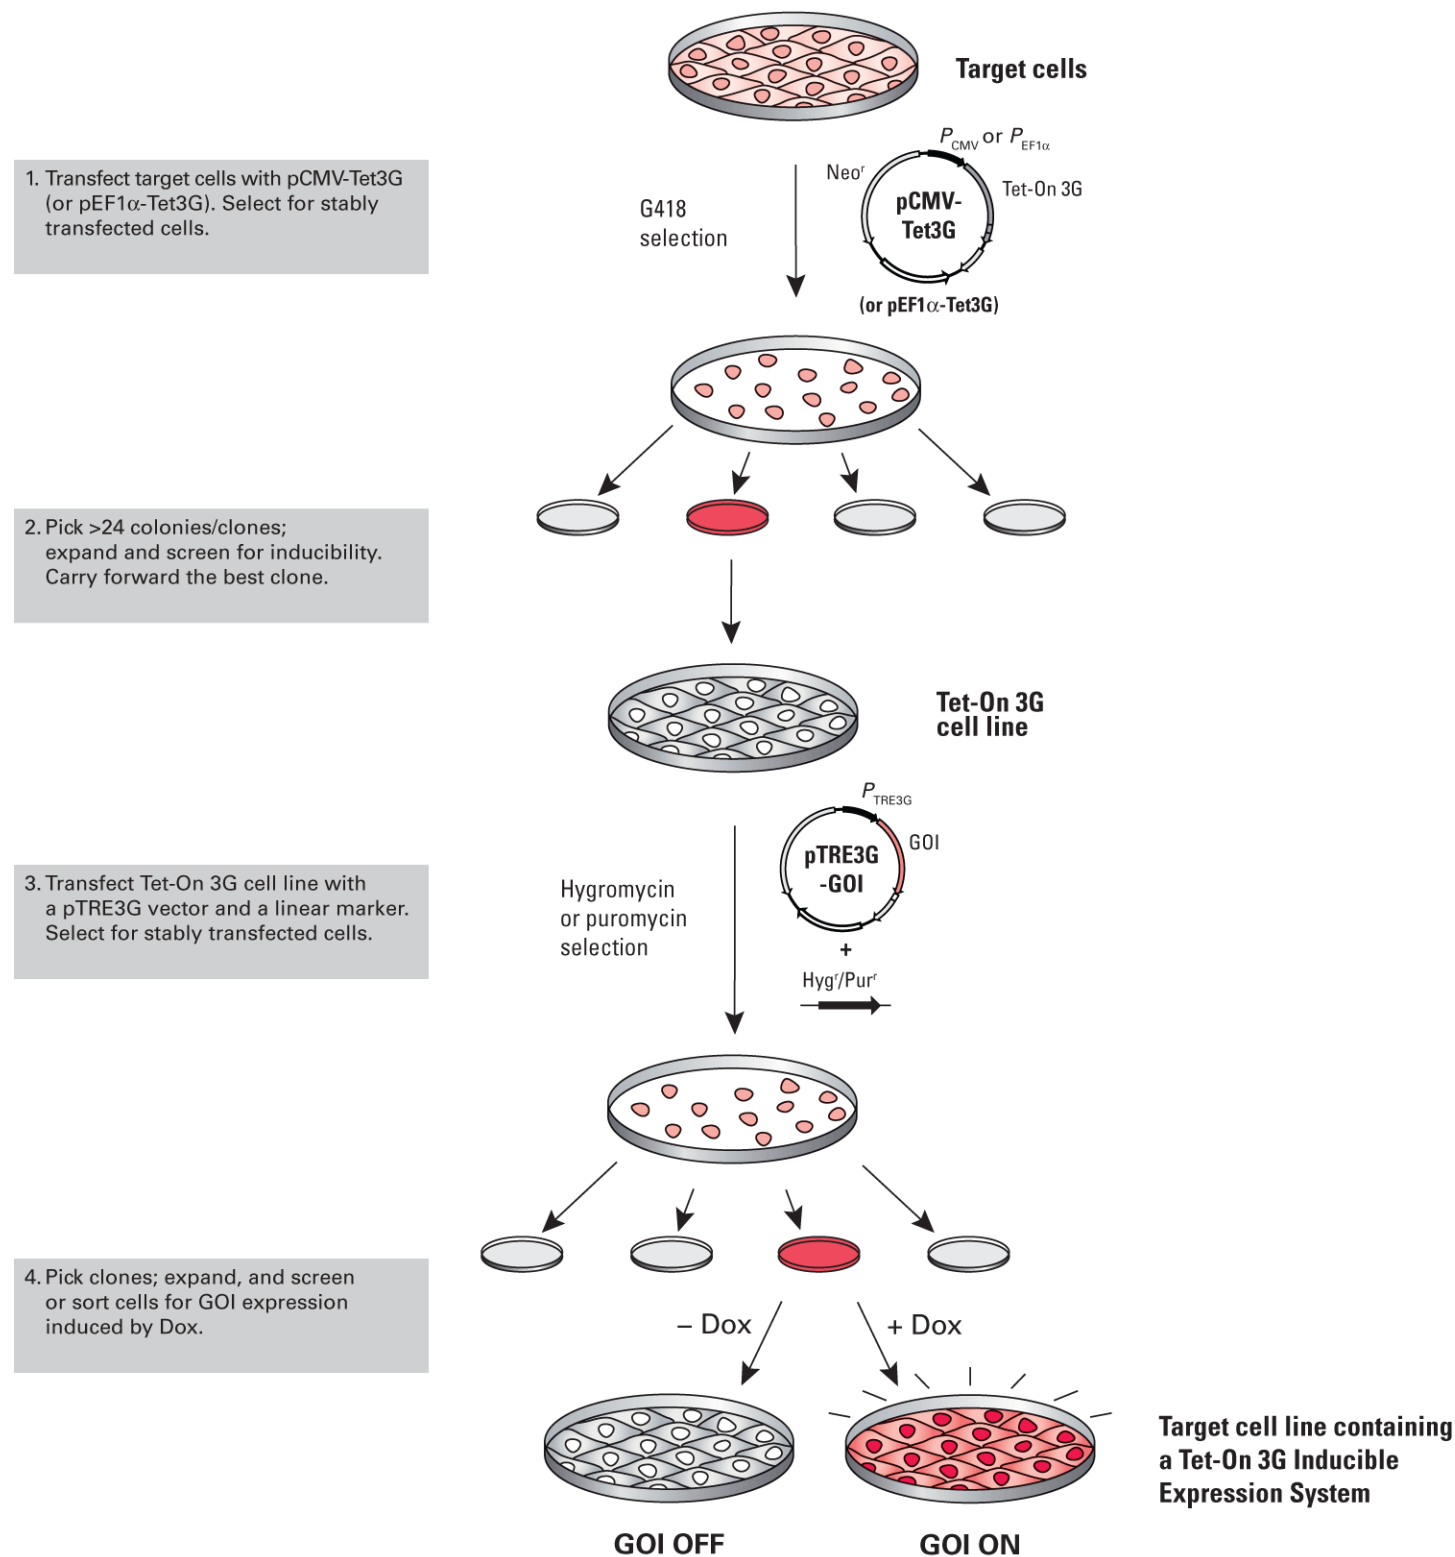 Target cells
P CMV or P EF1α
Neoʳ
Tet-On 3G
pCMV-
Tet3G
(or pEF1α-Tet3G)
1. Transfect target cells with pCMV-Tet3G
(or pEF1α-Tet3G). Select for stably
transfected cells.
G418
selection
2. Pick >24 colonies/clones;
expand and screen for inducibility.
Carry forward the best clone.
Tet-On 3G
cell line
P TRE3G
GOI
pTRE3G
-GOI
+
Hygʳ/Purʳ
3. Transfect Tet-On 3G cell line with
a pTRE3G vector and a linear marker.
Select for stably transfected cells.
Hygromycin
or puromycin
selection
4. Pick clones; expand, and screen
or sort cells for GOI expression
induced by Dox.
– Dox
+ Dox
Target cell line containing
a Tet-On 3G Inducible
Expression System
GOI OFF
GOI ON